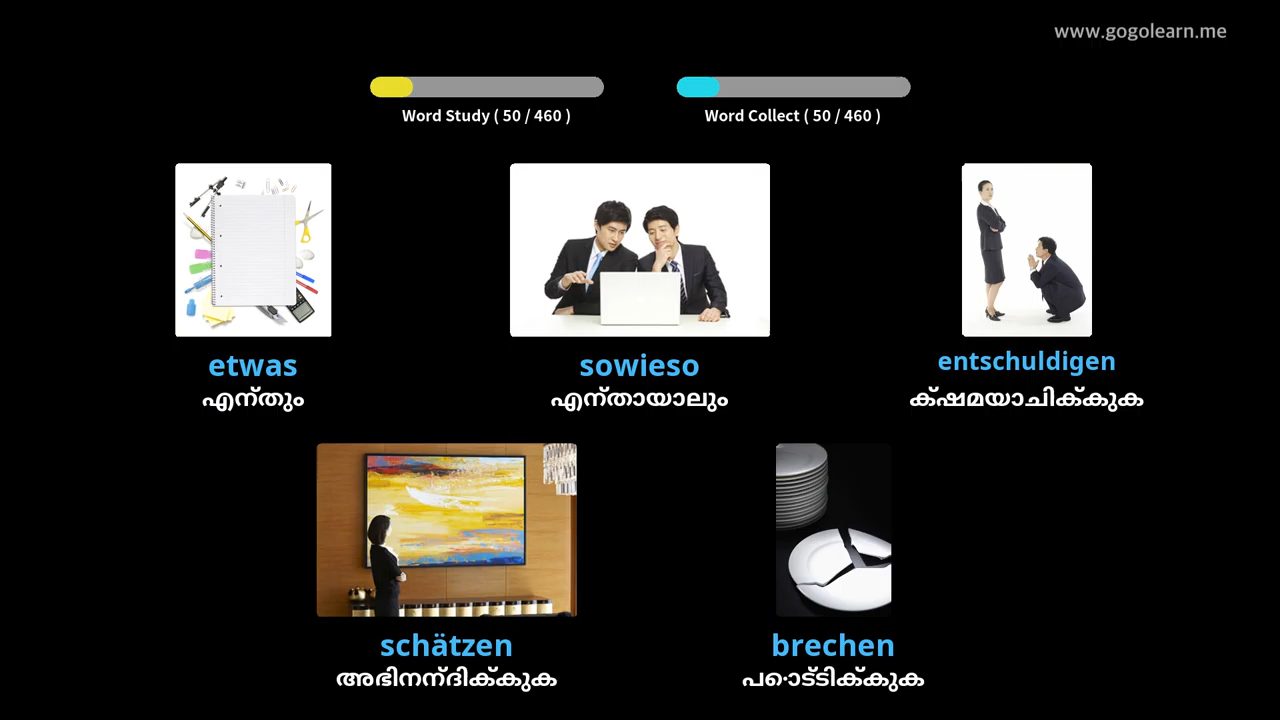 www.gogolearn.me
Word Study ( 50 / 460 )
Word Collect ( 50 / 460 )
etwas
എന്തും
sowieso
എന്തായാലും
entschuldigen
ക്ഷമയാചിക്കുക
schätzen
അഭിനന്ദിക്കുക
brechen
പൊട്ടിക്കുക